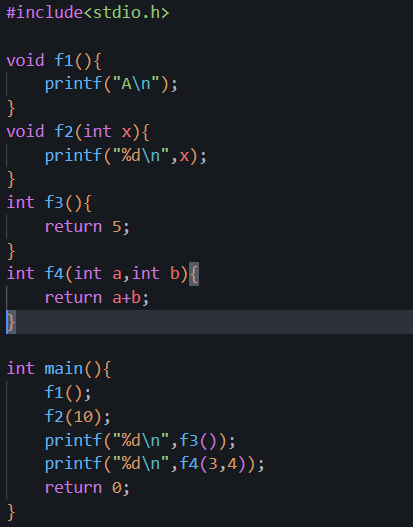 #include<stdio.h>

void f1(){
    printf("A\n");
}
void f2(int x){
    printf("%d\n",x);
}
int f3(){
    return 5;
}
int f4(int a,int b){
    return a+b;
}

int main(){
    f1();
    f2(10);
    printf("%d\n",f3());
    printf("%d\n",f4(3,4));
    return 0;
}